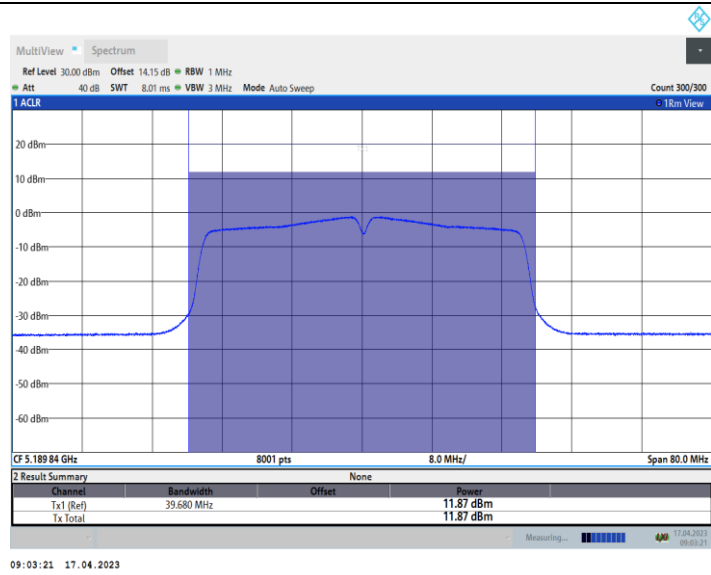 MultiView Spectrum
Ref Level 30.00 dBm Offset 14.15 dB RBW 1 MHz
Att 40 dB SWT 8.01 ms VBW 3 MHz Mode Auto Sweep Count 300/300
1 ACLR 1Rm View
20 dBm
10 dBm
0 dBm
-10 dBm
-20 dBm
-30 dBm
-40 dBm
-50 dBm
-60 dBm
CF 5.189 84 GHz 8001 pts 8.0 MHz/ Span 80.0 MHz
2 Result Summary None
Channel Bandwidth Offset Power
Tx1 (Ref) 39.680 MHz 11.87 dBm
Tx Total 11.87 dBm
Measuring... 17.04.2023
09:03:21
09:03:21 17.04.2023